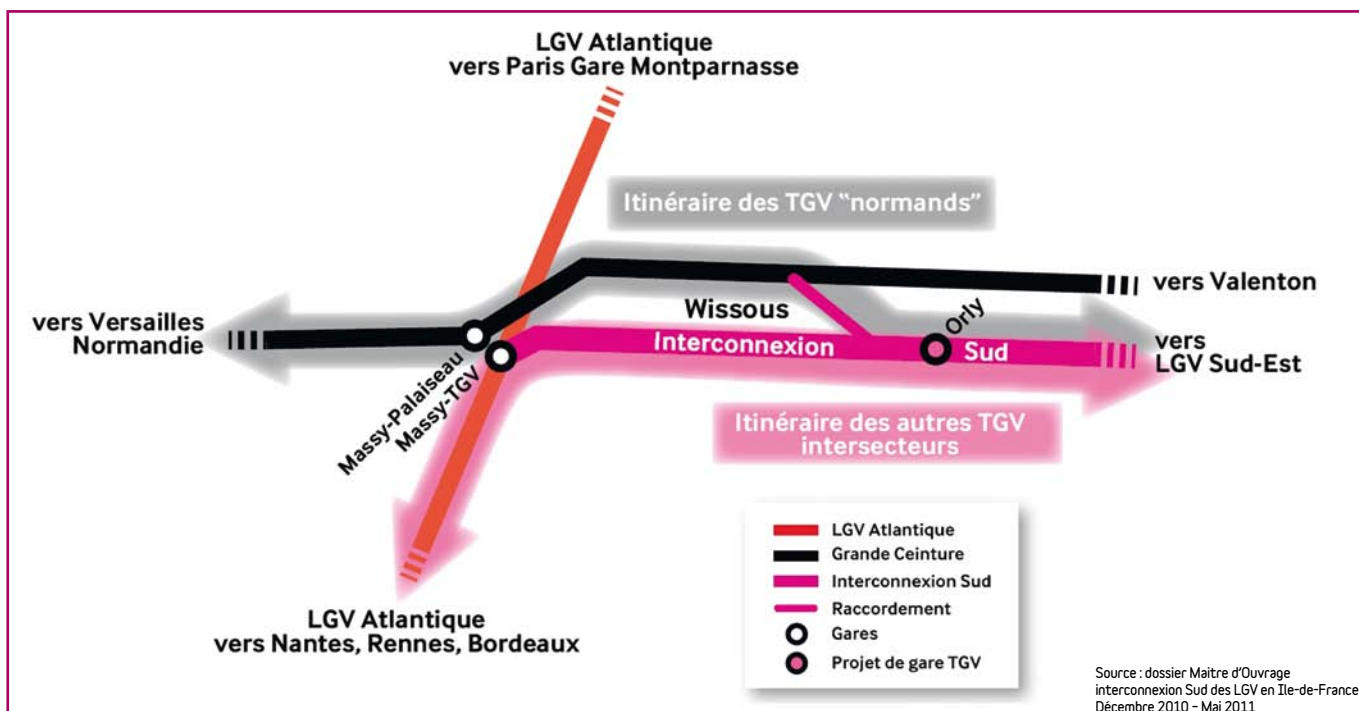 LGV Atlantique
vers Paris Gare Montparnasse
Itinéraire des TGV "normands"
vers Valenton
vers Versailles
Normandie
Wissous
Orly
Interconnexion
Sud
vers
LGV Sud-Est
Massy-Palaiseau
Massy-TGV
Itinéraire des autres TGV
intersecteurs
LGV Atlantique
vers Nantes, Rennes, Bordeaux
LGV Atlantique
Grande Ceinture
Interconnexion Sud
Raccordement
Gares
Projet de gare TGV
Source : dossier Maitre d'Ouvrage
interconnexion Sud des LGV en Ile-de-France
Décembre 2010 – Mai 2011